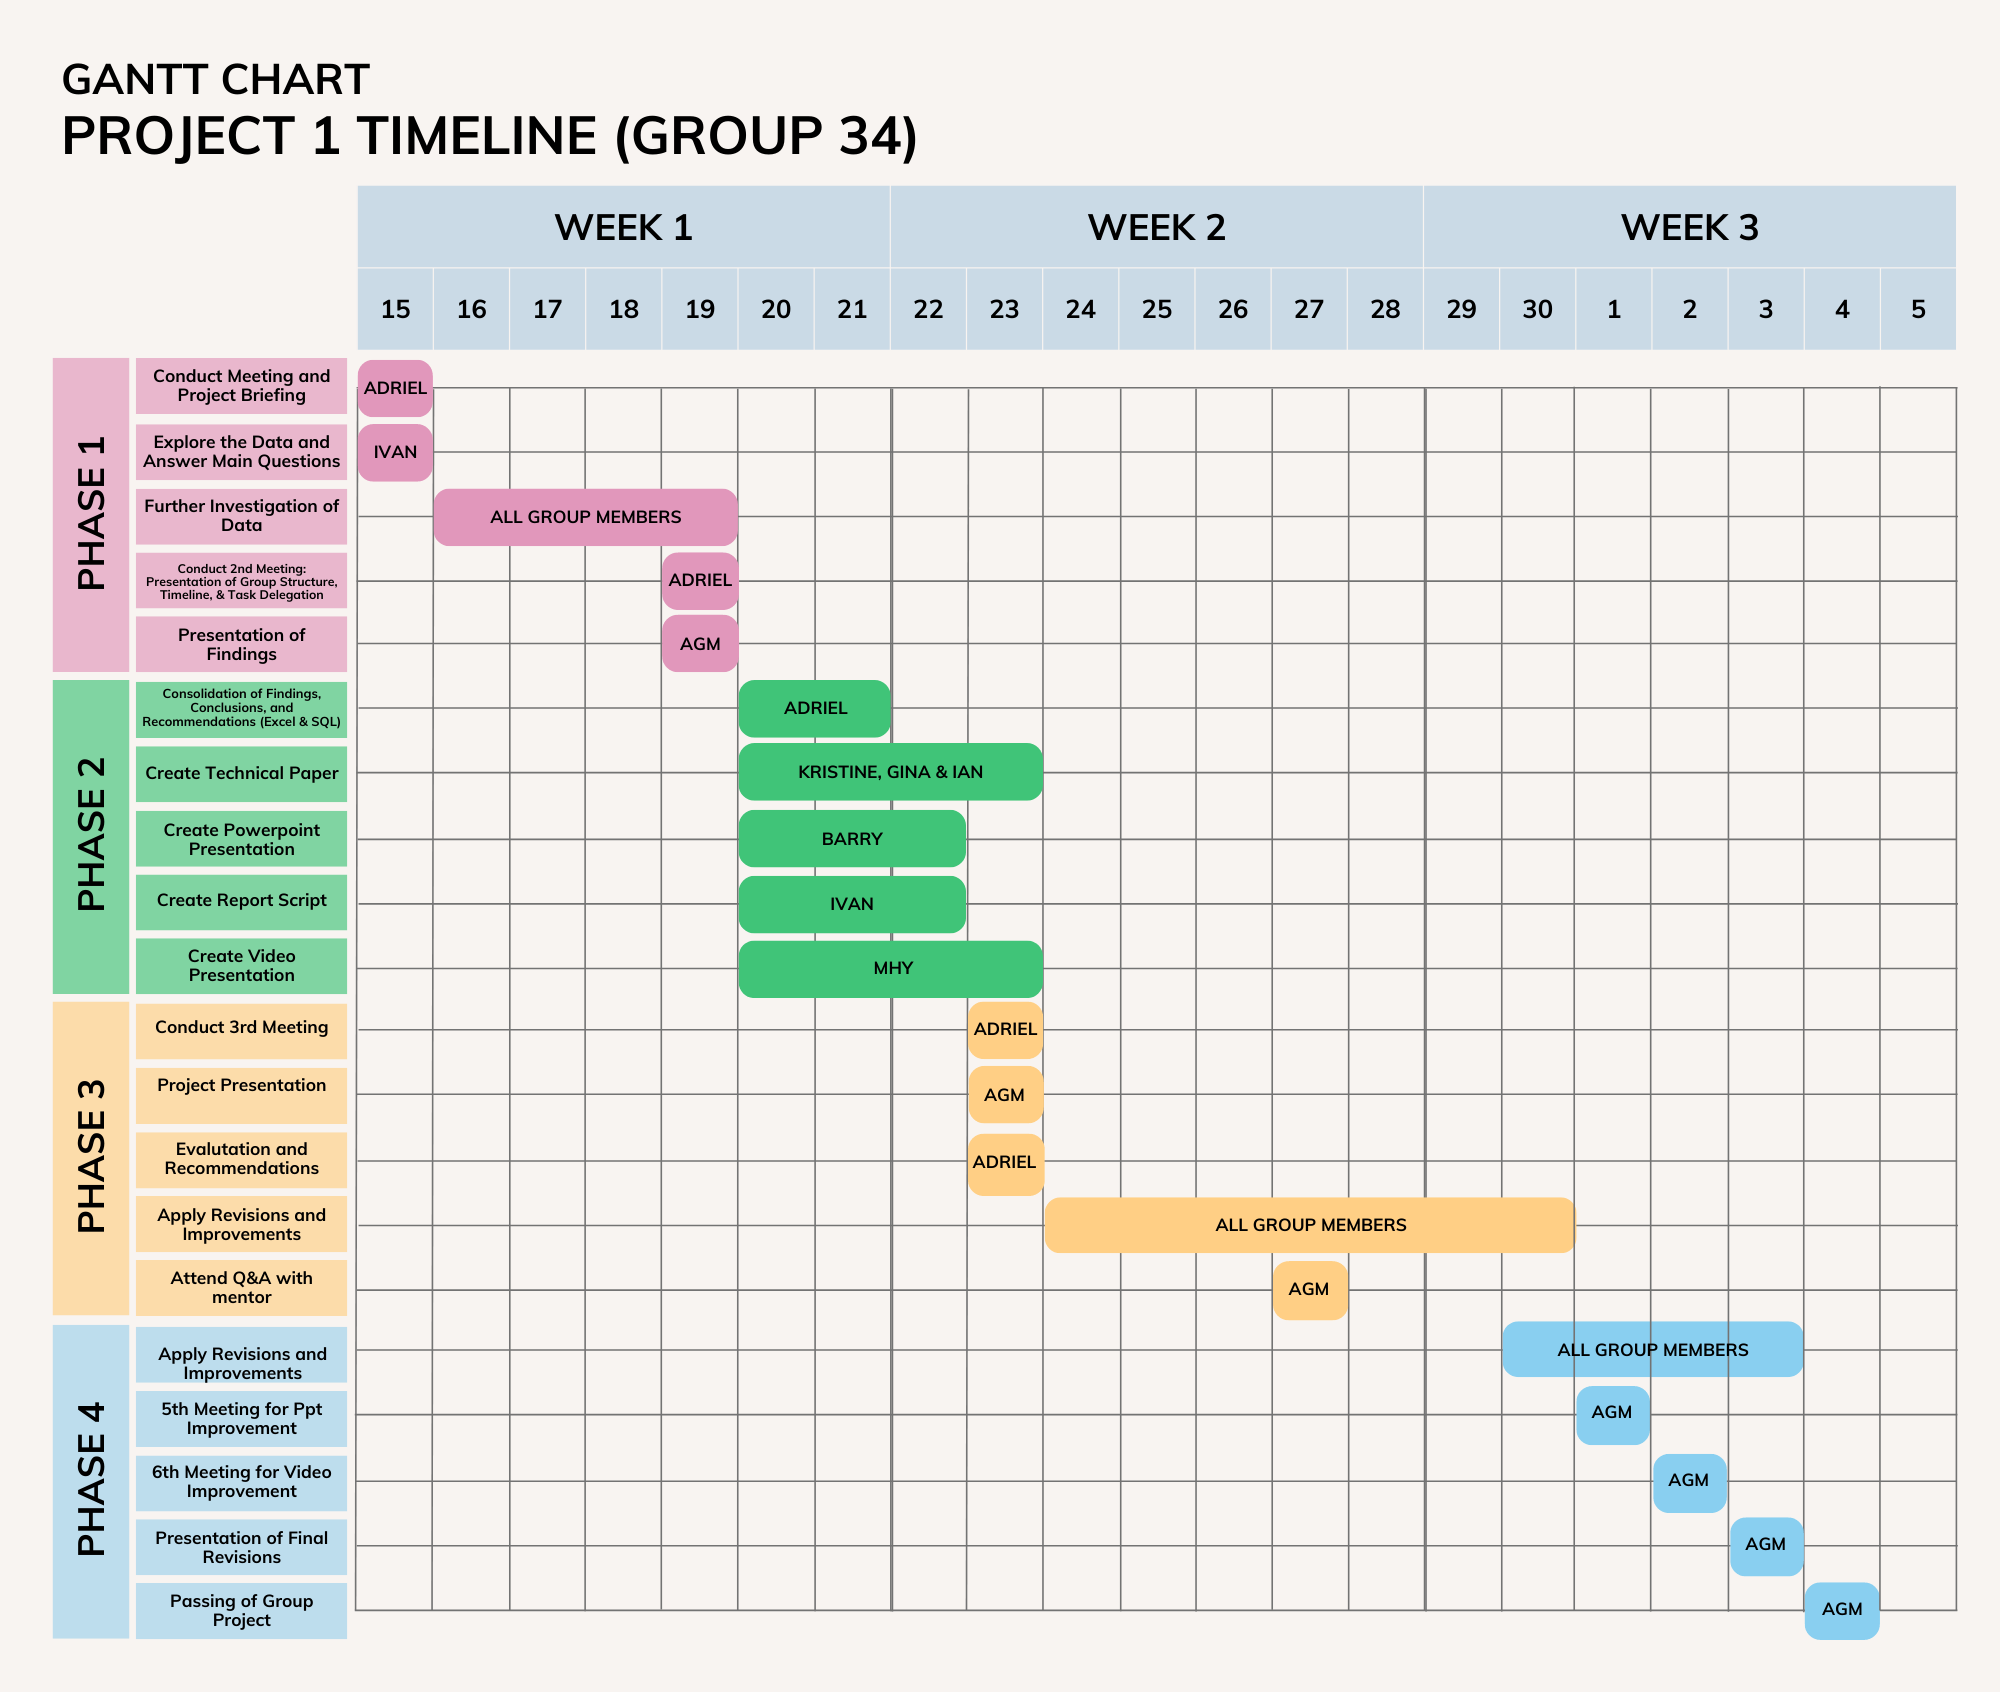 GANTT CHART
PROJECT 1 TIMELINE (GROUP 34)
WEEK 1
WEEK 2
WEEK 3
15 16 17 18 19 20 21 22 23 24 25 26 27 28 29 30 1 2 3 4 5
PHASE 1
Conduct Meeting and
Project Briefing
ADRIEL
Explore the Data and
Answer Main Questions
IVAN
Further Investigation of
Data
ALL GROUP MEMBERS
Conduct 2nd Meeting:
Presentation of Group Structure,
Timeline, & Task Delegation
ADRIEL
Presentation of
Findings
AGM
PHASE 2
Consolidation of Findings,
Conclusions, and
Recommendations (Excel & SQL)
ADRIEL
Create Technical Paper
KRISTINE, GINA & IAN
Create Powerpoint
Presentation
BARRY
Create Report Script
IVAN
Create Video
Presentation
MHY
PHASE 3
Conduct 3rd Meeting
ADRIEL
Project Presentation
AGM
Evalutation and
Recommendations
ADRIEL
Apply Revisions and
Improvements
ALL GROUP MEMBERS
Attend Q&A with
mentor
AGM
PHASE 4
Apply Revisions and
Improvements
ALL GROUP MEMBERS
5th Meeting for Ppt
Improvement
AGM
6th Meeting for Video
Improvement
AGM
Presentation of Final
Revisions
AGM
Passing of Group
Project
AGM